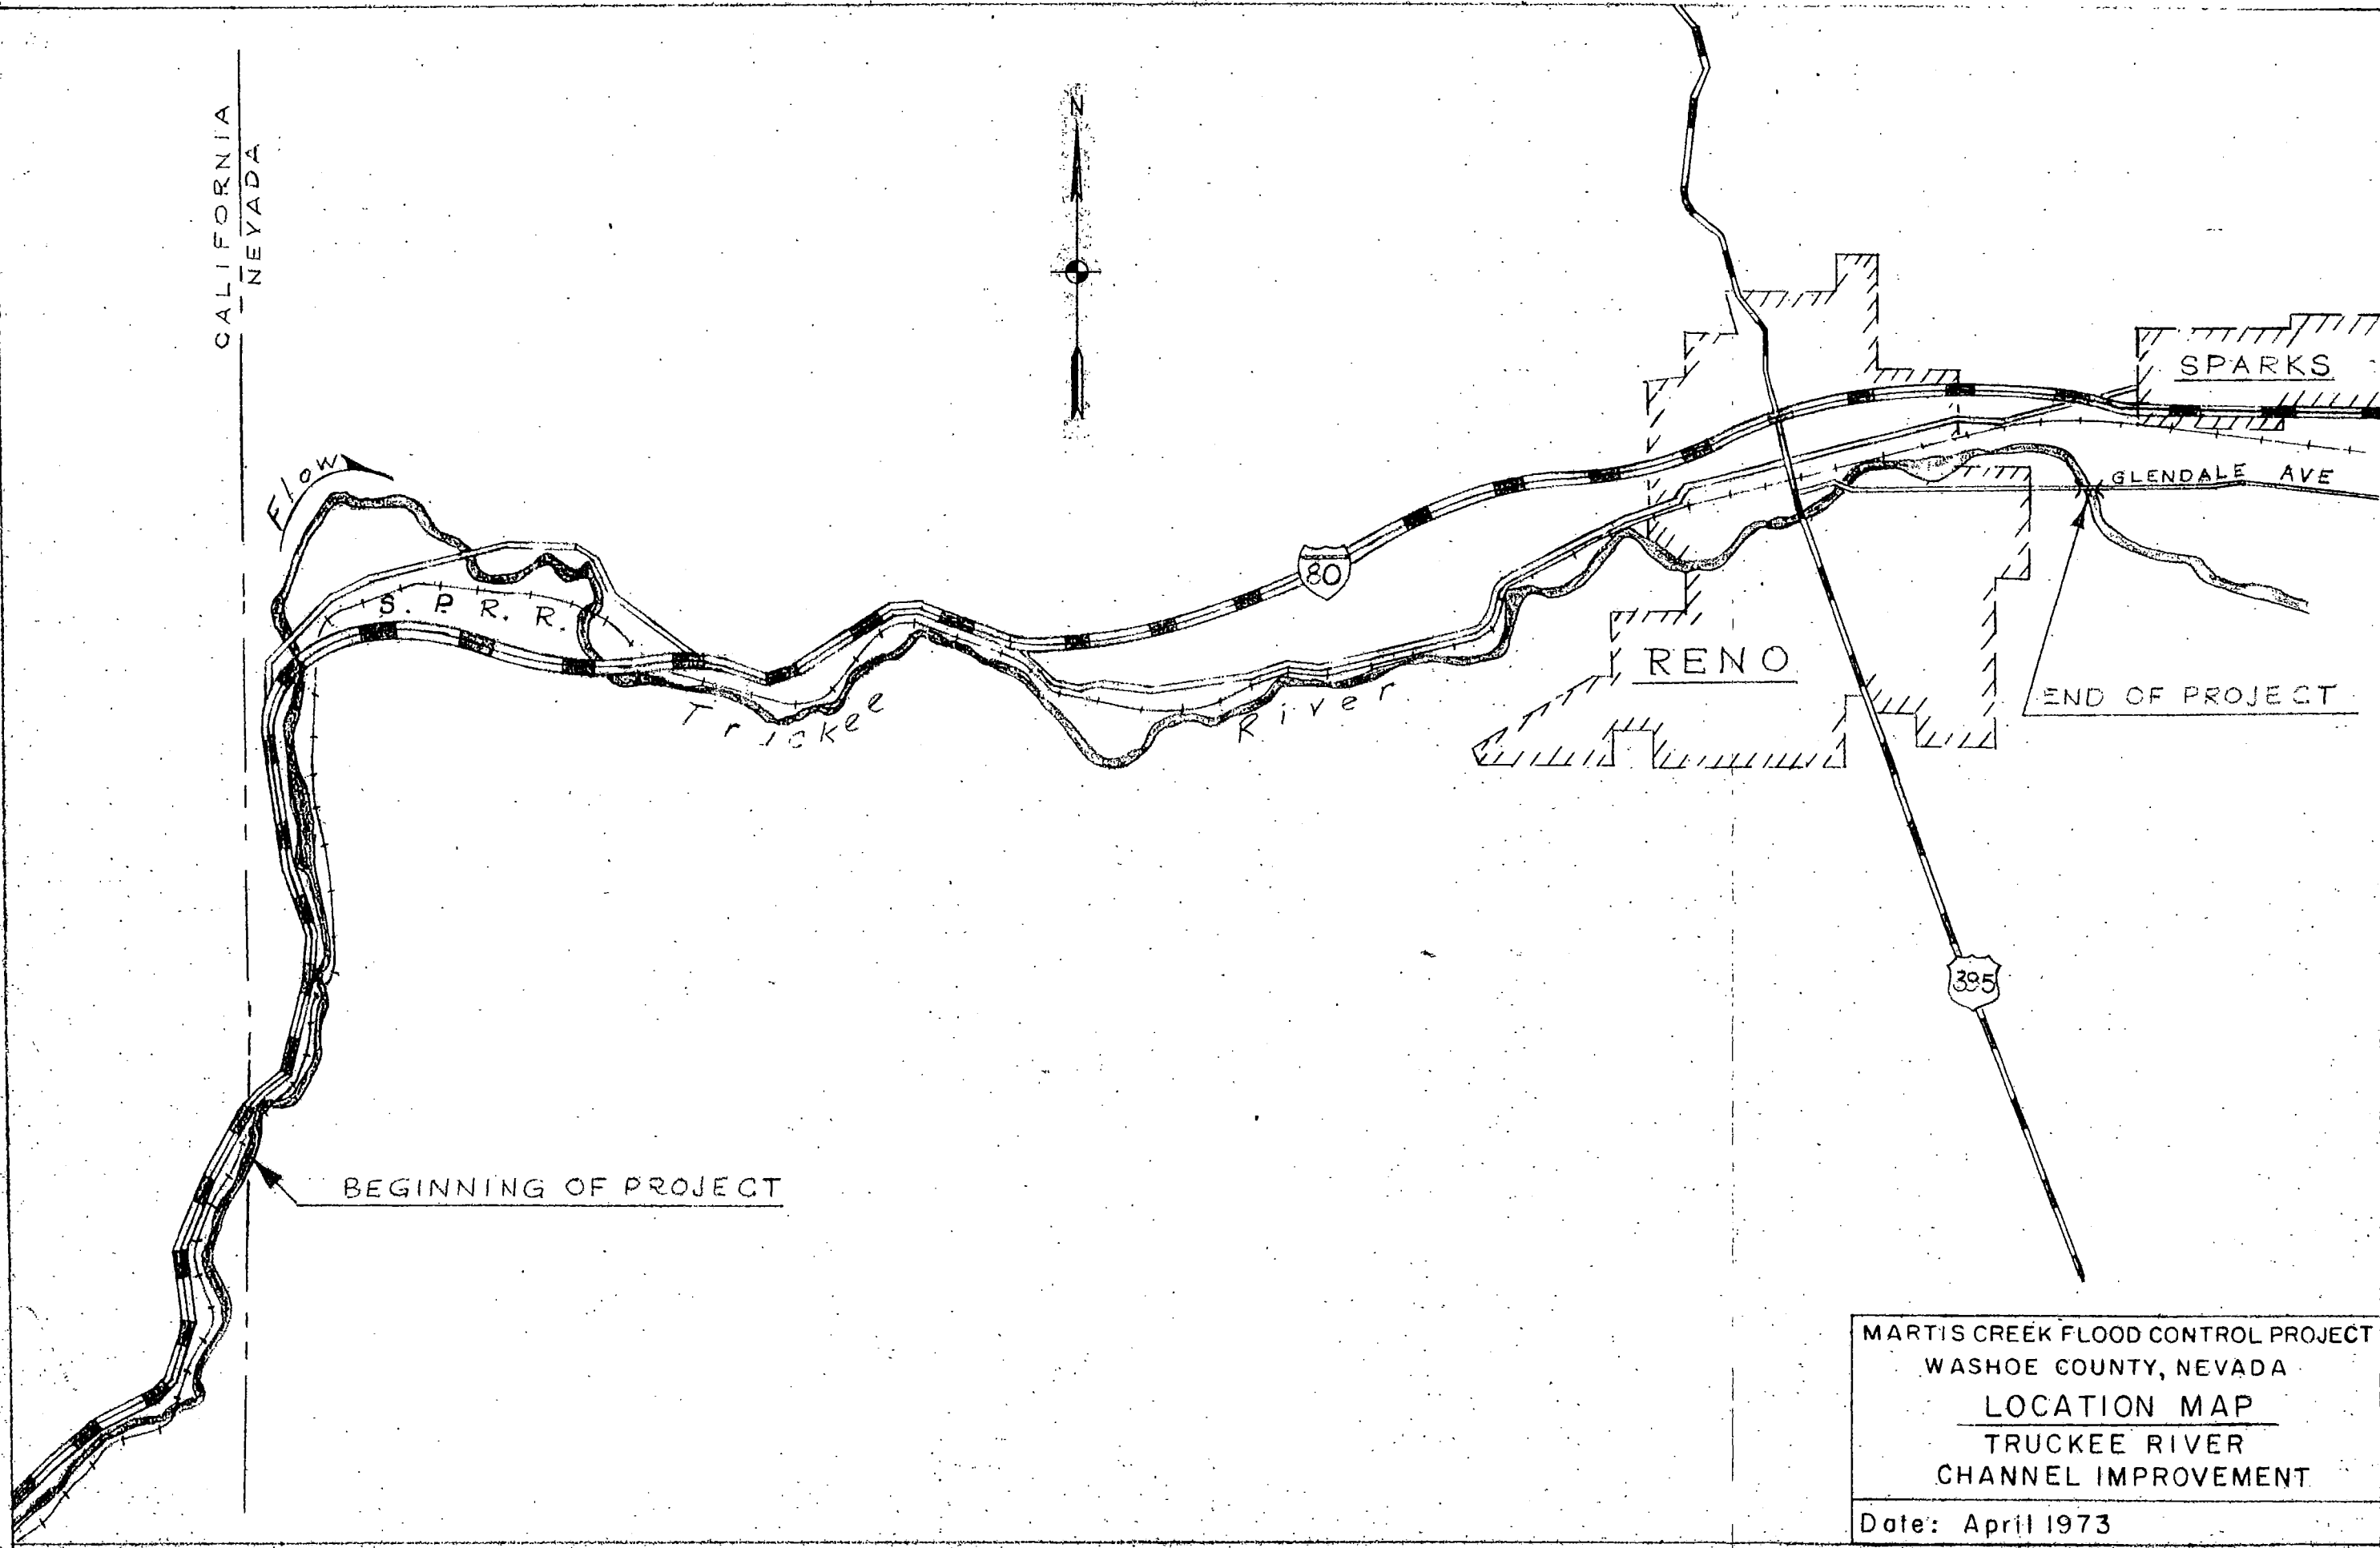 CALIFORNIA
NEVADA
N
Flow
S. P. R. R.
80
Truckee River
SPARKS
GLENDALE AVE
RENO
END OF PROJECT
395
BEGINNING OF PROJECT
MARTIS CREEK FLOOD CONTROL PROJECT
WASHOE COUNTY, NEVADA
LOCATION MAP
TRUCKEE RIVER
CHANNEL IMPROVEMENT
Date: April 1973